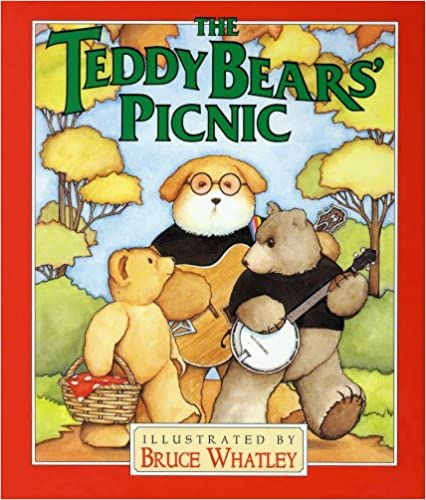 THE
TEDDY BEARS'
PICNIC
ILLUSTRATED BY
BRUCE WHATLEY